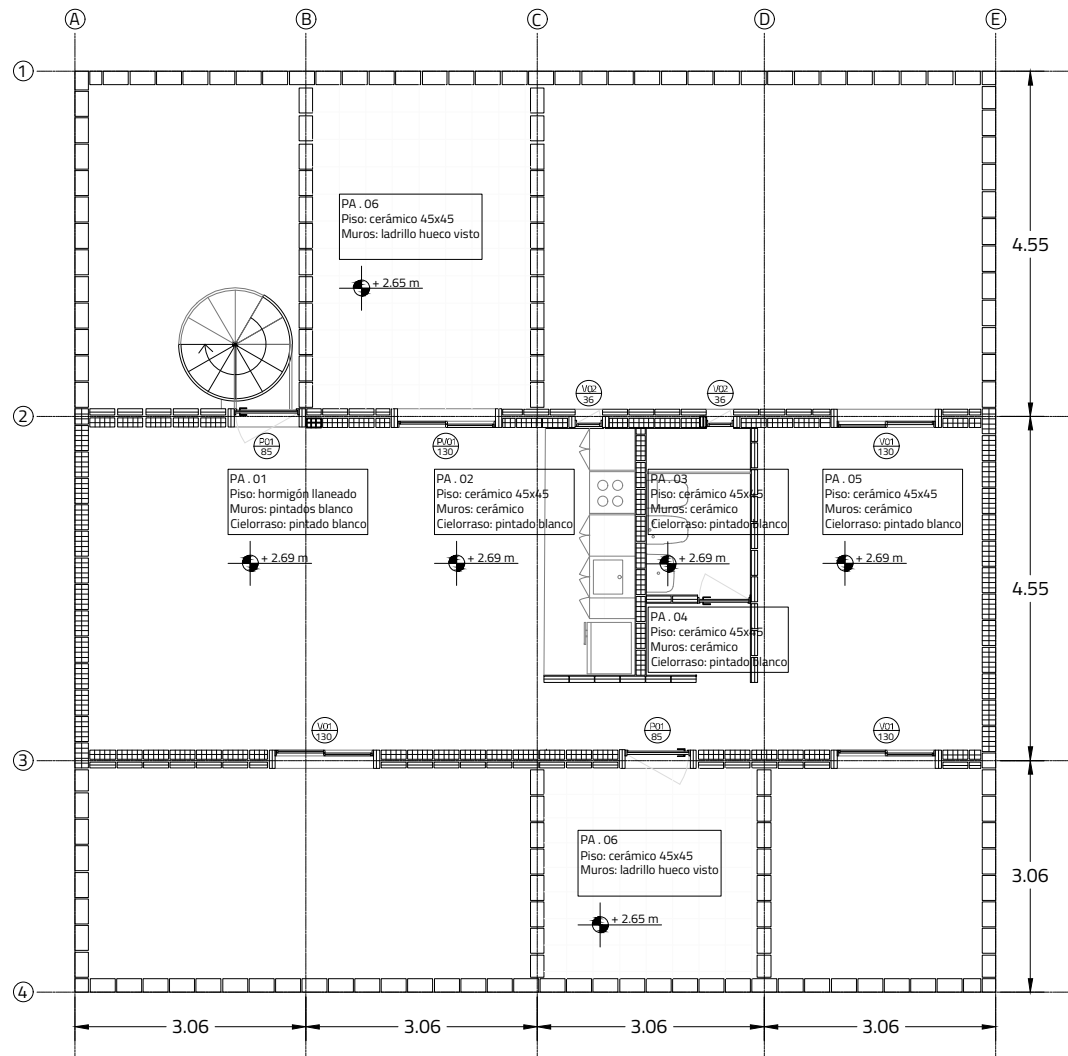 A B C D E
1
PA . 06
Piso: cerámico 45x45
Muros: ladrillo hueco visto
4.55
+ 2.65 m
V02
36
V02
36
2
P01
85
PV01
130
V01
130
PA . 01
Piso: hormigón llaneado
Muros: pintados blanco
Cielorraso: pintado blanco
PA . 02
Piso: cerámico 45x45
Muros: cerámico
Cielorraso: pintado blanco
PA . 03
Piso: cerámico 45x45
Muros: cerámico
Cielorraso: pintado blanco
PA . 05
Piso: cerámico 45x45
Muros: cerámico
Cielorraso: pintado blanco
+ 2.69 m
+ 2.69 m
+ 2.69 m
+ 2.69 m
4.55
PA . 04
Piso: cerámico 45x45
Muros: cerámico
Cielorraso: pintado blanco
V01
130
P01
85
V01
130
3
PA . 06
Piso: cerámico 45x45
Muros: ladrillo hueco visto
3.06
+ 2.65 m
4
3.06 3.06 3.06 3.06